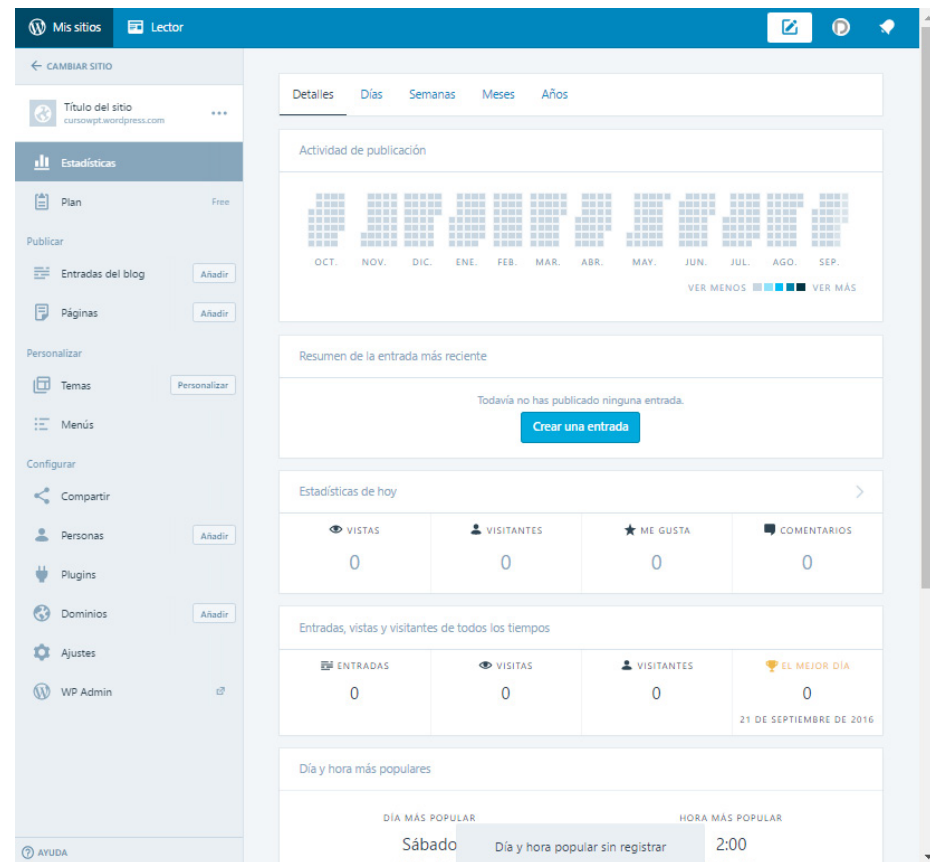 Mis sitios
Lector
CAMBIAR SITIO
Título del sitio
cursowpt.wordpress.com
Estadísticas
Plan Free
Publicar
Entradas del blog Añadir
Páginas Añadir
Personalizar
Temas Personalizar
Menús
Configurar
Compartir
Personas Añadir
Plugins
Dominios Añadir
Ajustes
WP Admin
AYUDA
Detalles Días Semanas Meses Años
Actividad de publicación
OCT. NOV. DIC. ENE. FEB. MAR. ABR. MAY. JUN. JUL. AGO. SEP.
VER MENOS VER MÁS
Resumen de la entrada más reciente
Todavía no has publicado ninguna entrada.
Crear una entrada
Estadísticas de hoy
VISTAS VISITANTES ME GUSTA COMENTARIOS
0 0 0 0
Entradas, vistas y visitantes de todos los tiempos
ENTRADAS VISITAS VISITANTES EL MEJOR DÍA
0 0 0 0
21 DE SEPTIEMBRE DE 2016
Día y hora más populares
DÍA MÁS POPULAR HORA MÁS POPULAR
Sábado 2:00
Día y hora popular sin registrar